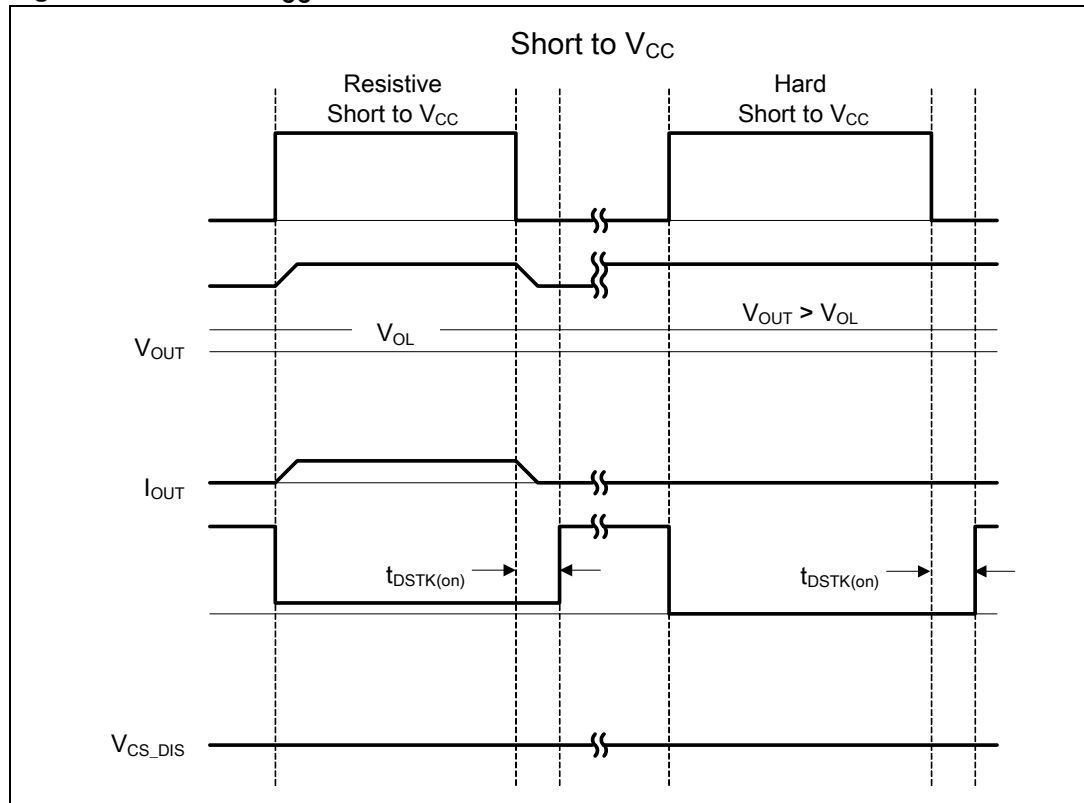 Short to VCC
Resistive
Short to VCC
Hard
Short to VCC
VOUT > VOL
VOL
VOUT
IOUT
tDSTK(on)
tDSTK(on)
VCS_DIS